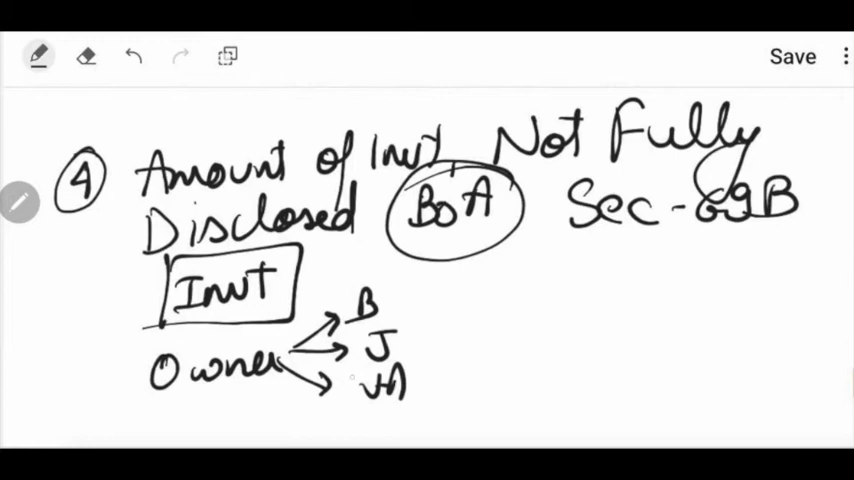 Save
4 Amount of Invt Not Fully
Disclosed BOA Sec-69B
Invt
B
Owner J
VA